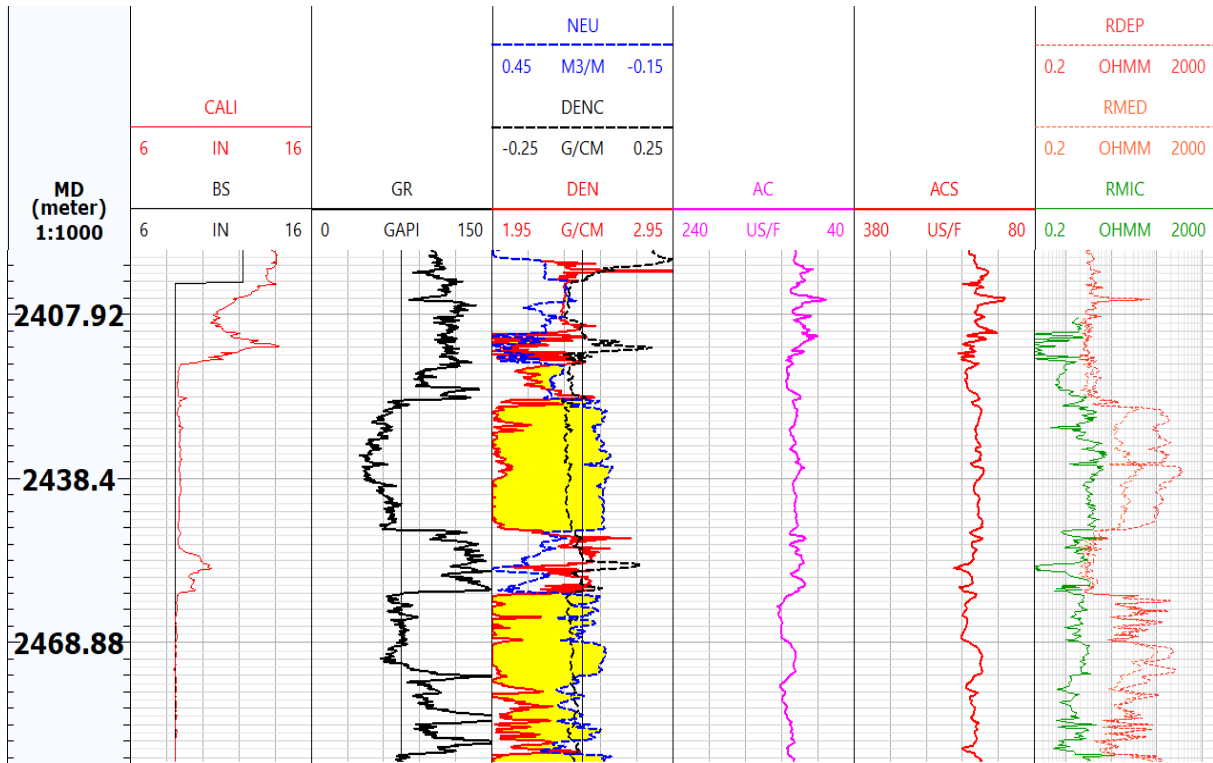 NEU RDEP
0.45 M3/M -0.15 0.2 OHMM 2000
CALI DENC RMED
6 IN 16 -0.25 G/CM 0.25 0.2 OHMM 2000
MD BS GR DEN AC ACS RMIC
(meter)
1:1000 6 IN 16 0 GAPI 150 1.95 G/CM 2.95 240 US/F 40 380 US/F 80 0.2 OHMM 2000
2407.92
2438.4
2468.88